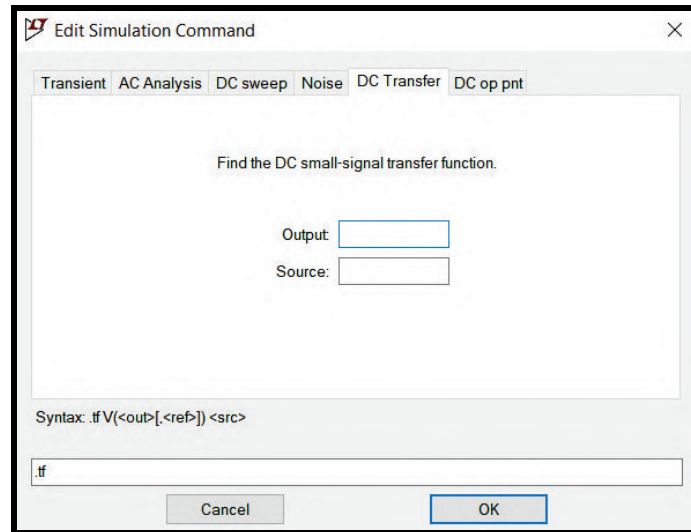 Edit Simulation Command
Transient AC Analysis DC sweep Noise DC Transfer DC op pnt
Find the DC small-signal transfer function.
Output:
Source:
Syntax: .tf V(<out>[.<ref>]) <src>
.tf
Cancel OK